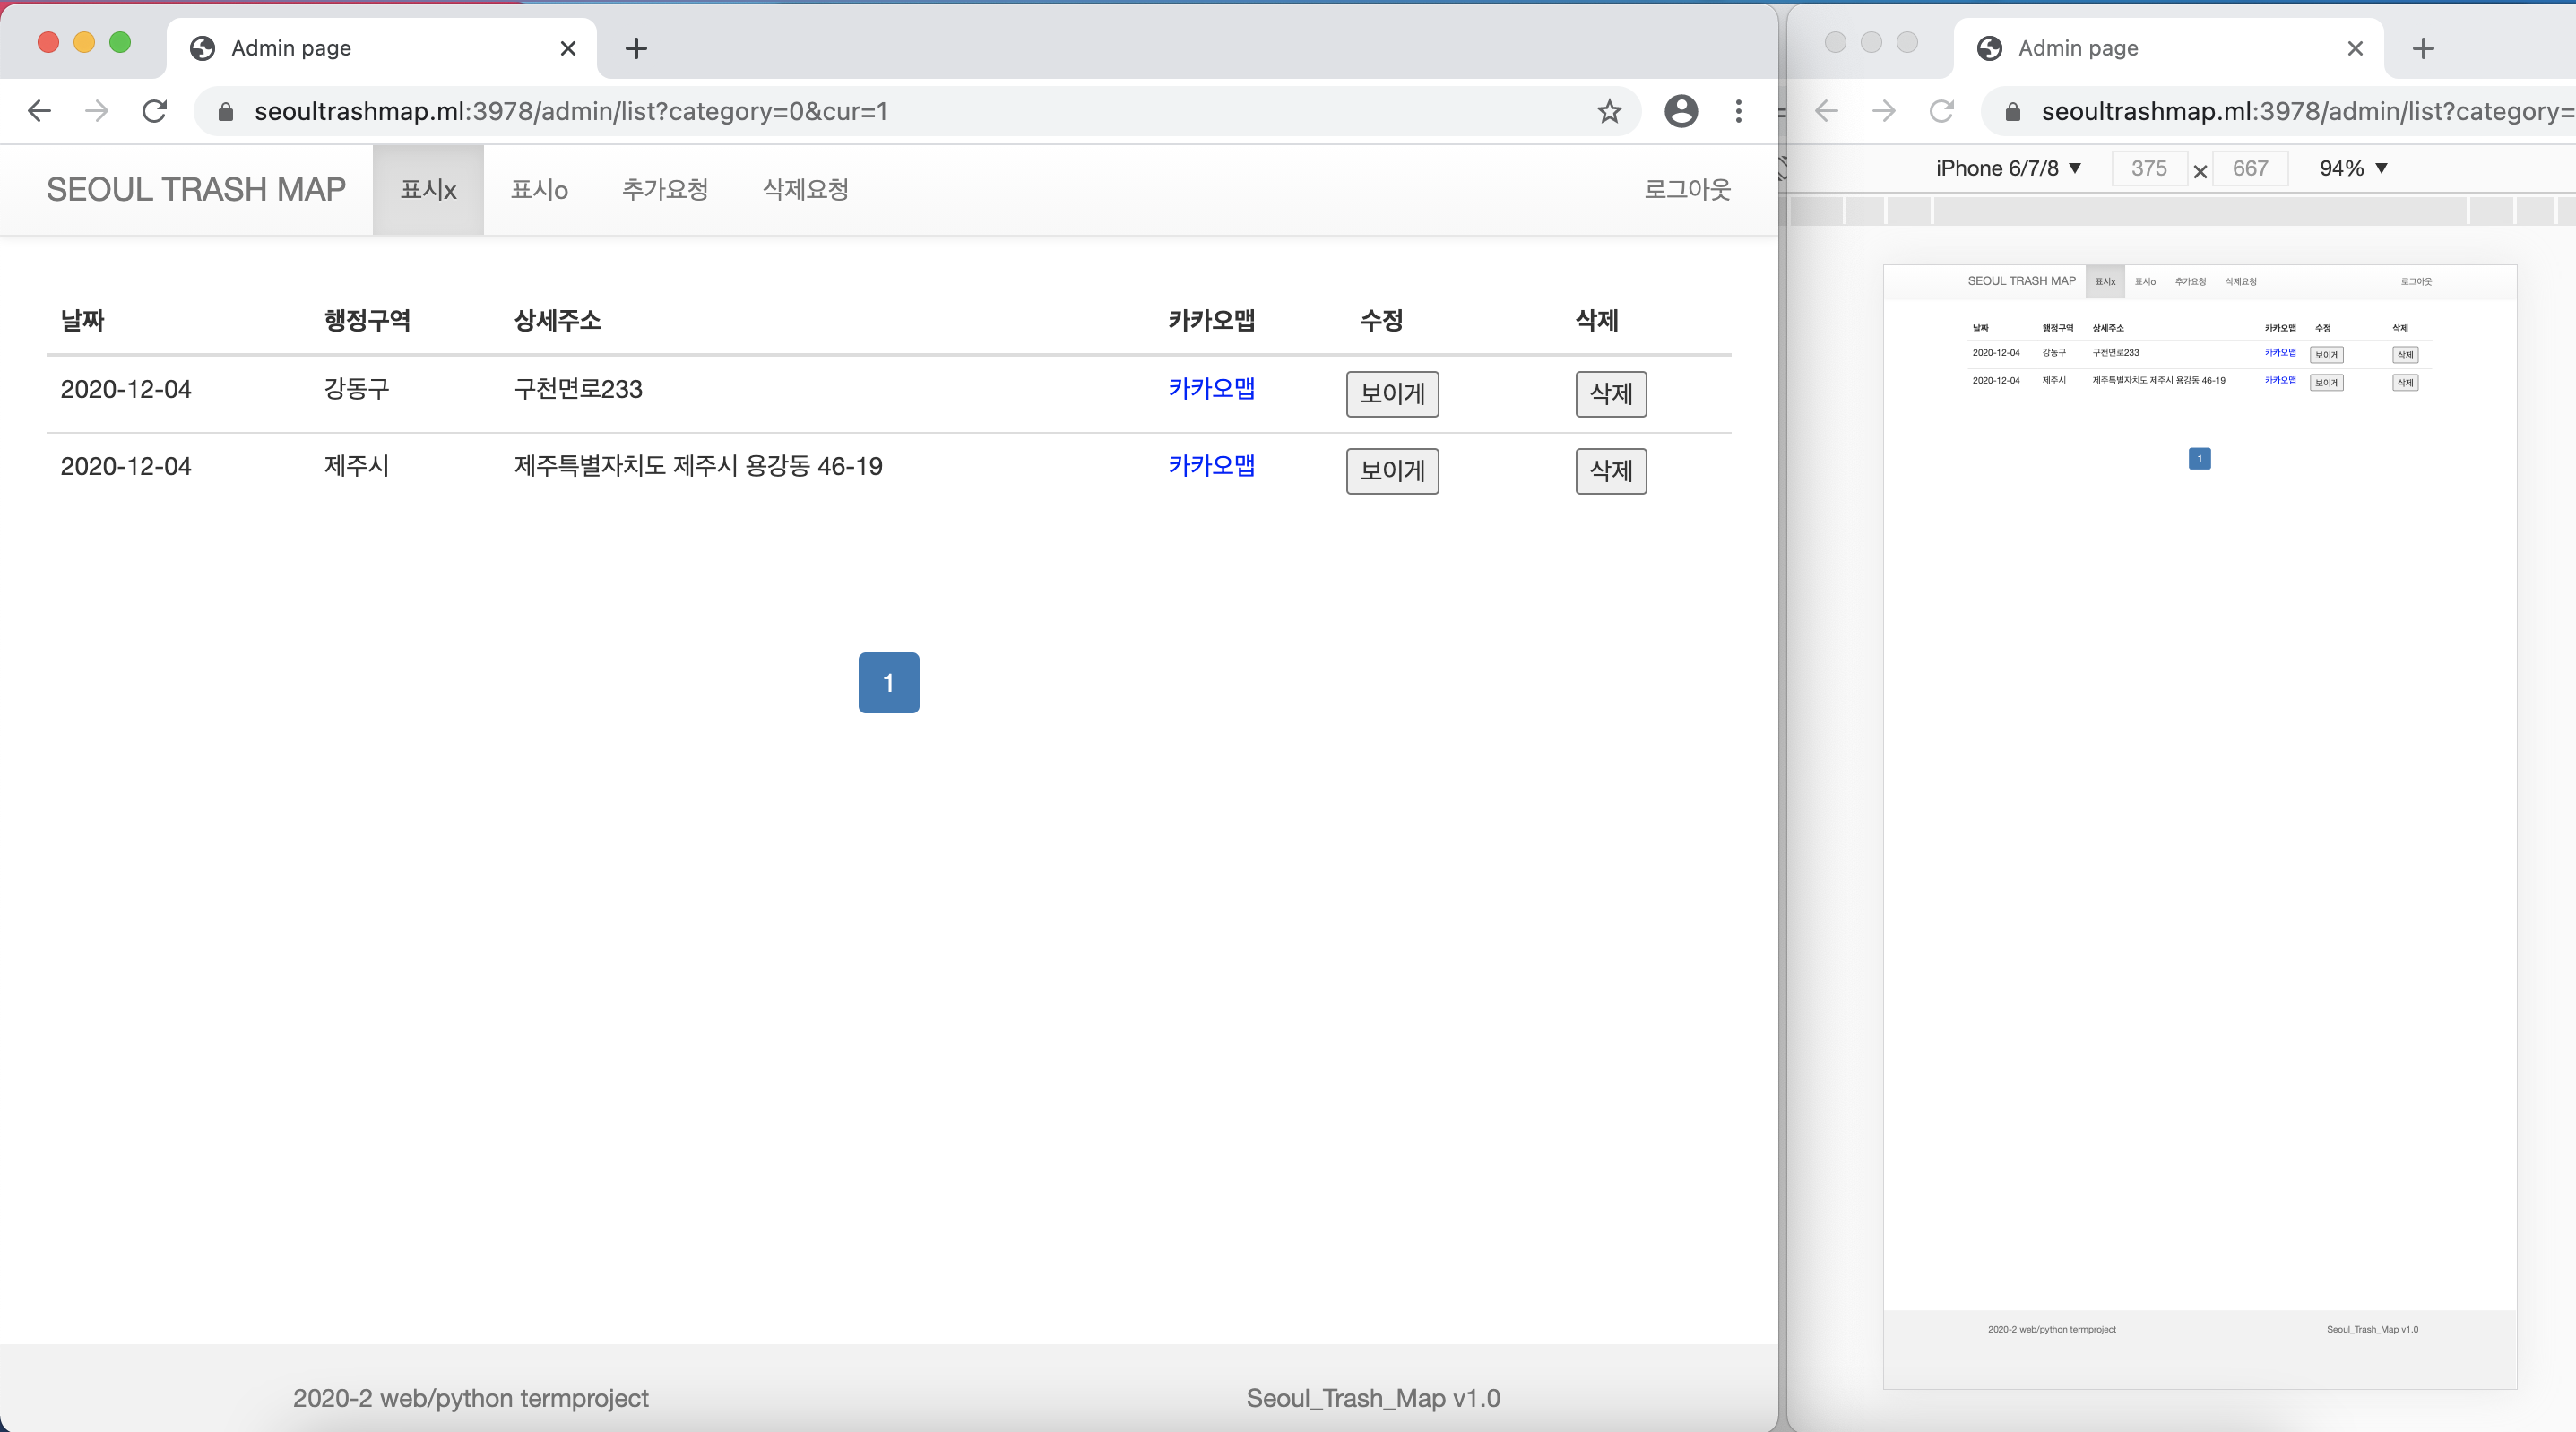 Admin page
seoultrashmap.ml:3978/admin/list?category=0&cur=1
SEOUL TRASH MAP 표시x 표시o 추가요청 삭제요청 로그아웃
날짜 행정구역 상세주소 카카오맵 수정 삭제
2020-12-04 강동구 구천면로233 카카오맵 보이게 삭제
2020-12-04 제주시 제주특별자치도 제주시 용강동 46-19 카카오맵 보이게 삭제
1
2020-2 web/python termproject Seoul_Trash_Map v1.0
Admin page
seoultrashmap.ml:3978/admin/list?category=
iPhone 6/7/8 375 × 667 94%
SEOUL TRASH MAP 표시x 표시o 추가요청 삭제요청 로그아웃
날짜 행정구역 상세주소 카카오맵 수정 삭제
2020-12-04 강동구 구천면로233 카카오맵 보이게 삭제
2020-12-04 제주시 제주특별자치도 제주시 용강동 46-19 카카오맵 보이게 삭제
1
2020-2 web/python termproject Seoul_Trash_Map v1.0